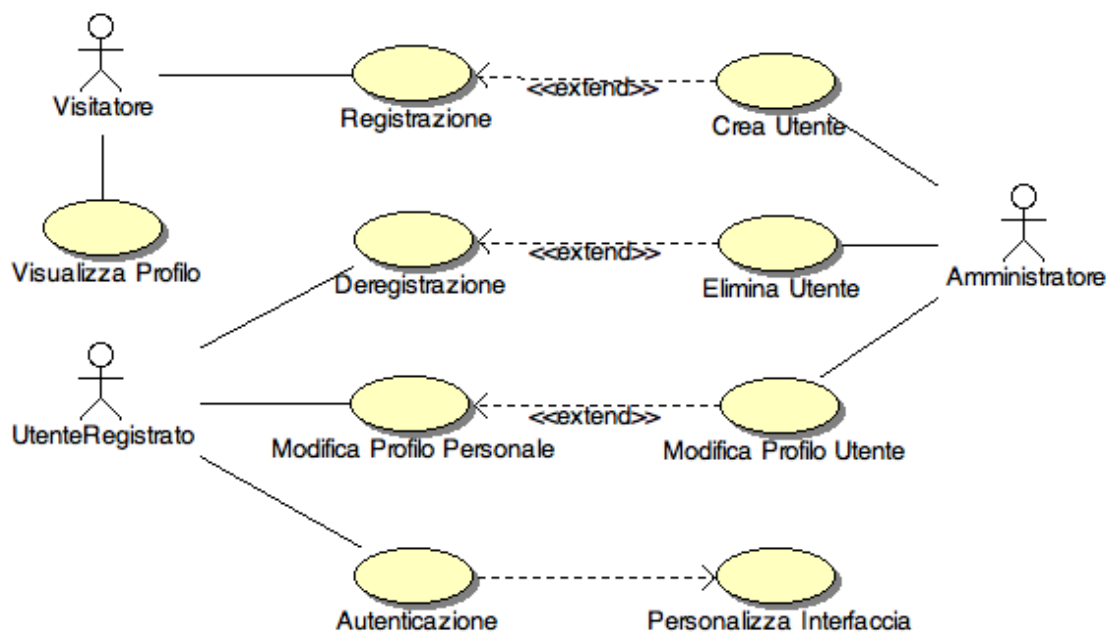 Visitatore
Registrazione
<<extend>>
Crea Utente
Visualizza Profilo
Deregistrazione
<<extend>>
Elimina Utente
Amministratore
UtenteRegistrato
Modifica Profilo Personale
<<extend>>
Modifica Profilo Utente
Autenticazione
Personalizza Interfaccia